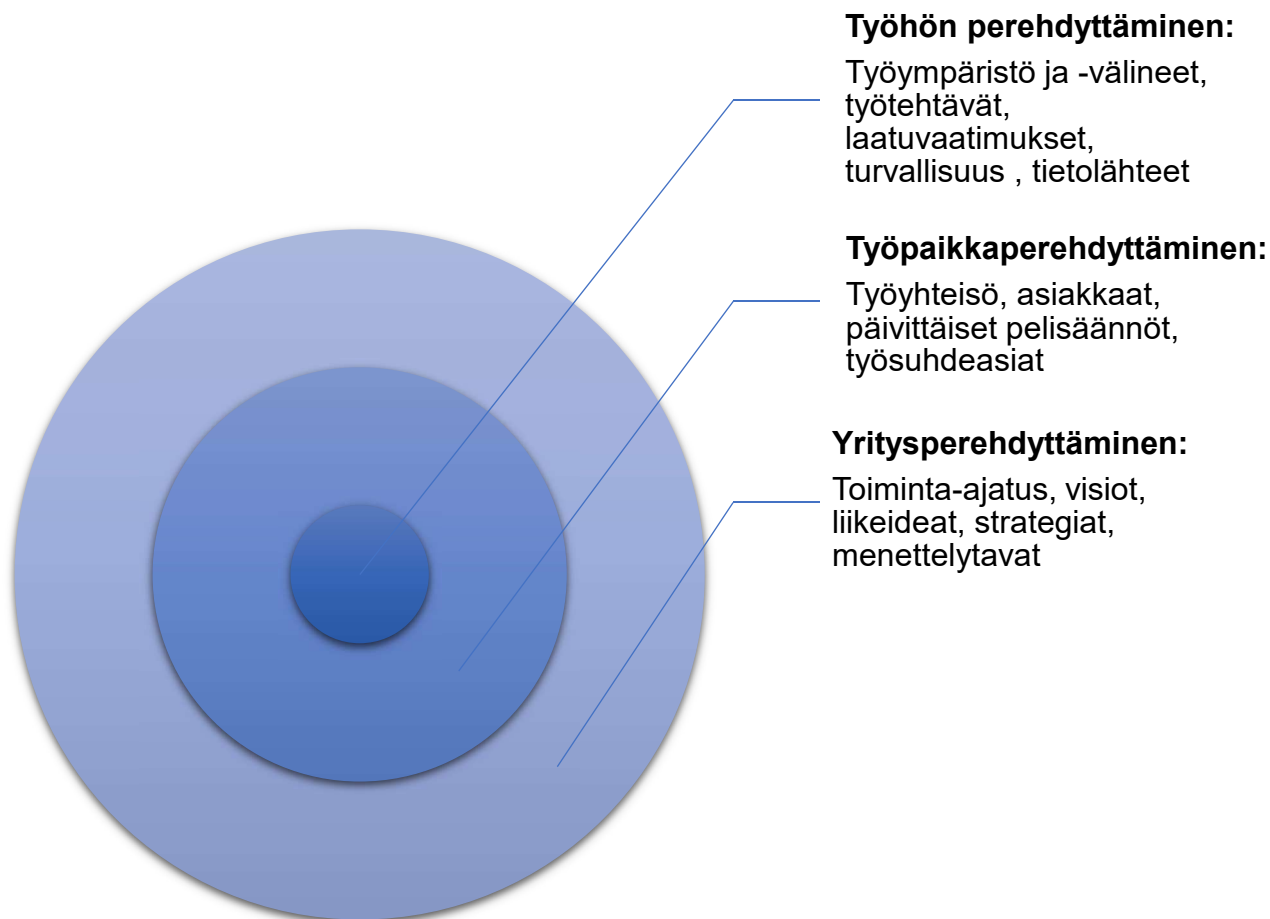 Työhön perehdyttäminen:
Työympäristö ja -välineet,
työtehtävät,
laatuvaatimukset,
turvallisuus , tietolähteet
Työpaikkaperehdyttäminen:
Työyhteisö, asiakkaat,
päivittäiset pelisäännöt,
työsuhdeasiat
Yritysperehdyttäminen:
Toiminta-ajatus, visiot,
liikeideat, strategiat,
menettelytavat